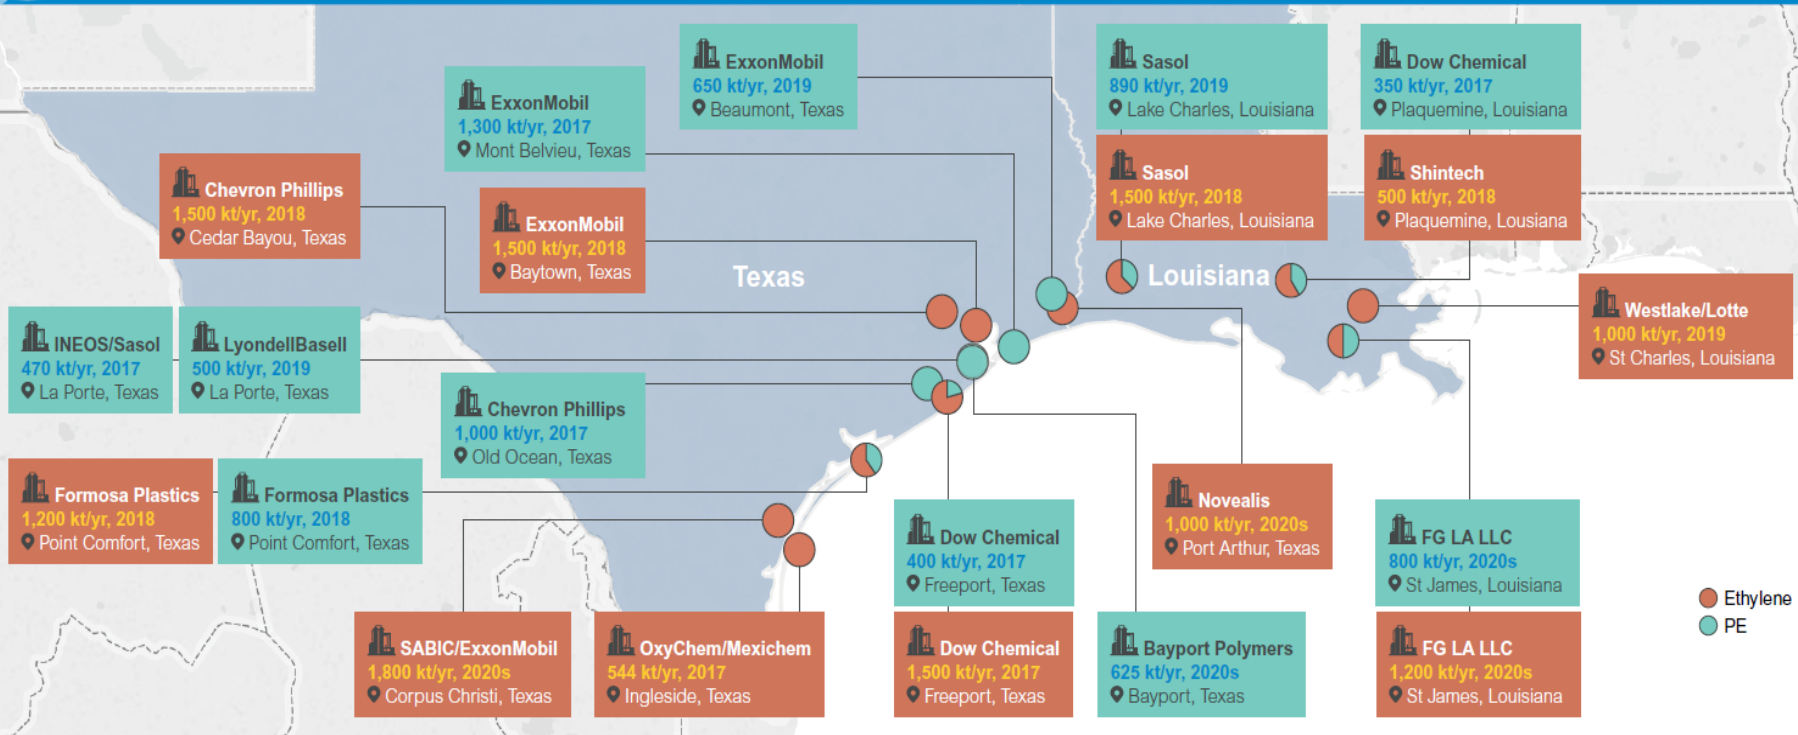 ExxonMobil
650 kt/yr, 2019
Beaumont, Texas
Sasol
890 kt/yr, 2019
Lake Charles, Louisiana
Dow Chemical
350 kt/yr, 2017
Plaquemine, Louisiana
ExxonMobil
1,300 kt/yr, 2017
Mont Belvieu, Texas
Chevron Phillips
1,500 kt/yr, 2018
Cedar Bayou, Texas
ExxonMobil
1,500 kt/yr, 2018
Baytown, Texas
Sasol
1,500 kt/yr, 2018
Lake Charles, Louisiana
Shintech
500 kt/yr, 2018
Plaquemine, Lousiana
Texas
Louisiana
Westlake/Lotte
1,000 kt/yr, 2019
St Charles, Louisiana
INEOS/Sasol
470 kt/yr, 2017
La Porte, Texas
LyondellBasell
500 kt/yr, 2019
La Porte, Texas
Chevron Phillips
1,000 kt/yr, 2017
Old Ocean, Texas
Formosa Plastics
1,200 kt/yr, 2018
Point Comfort, Texas
Formosa Plastics
800 kt/yr, 2018
Point Comfort, Texas
Novealis
1,000 kt/yr, 2020s
Port Arthur, Texas
Dow Chemical
400 kt/yr, 2017
Freeport, Texas
FG LA LLC
800 kt/yr, 2020s
St James, Louisiana
Ethylene
PE
SABIC/ExxonMobil
1,800 kt/yr, 2020s
Corpus Christi, Texas
OxyChem/Mexichem
544 kt/yr, 2017
Ingleside, Texas
Dow Chemical
1,500 kt/yr, 2017
Freeport, Texas
Bayport Polymers
625 kt/yr, 2020s
Bayport, Texas
FG LA LLC
1,200 kt/yr, 2020s
St James, Louisiana